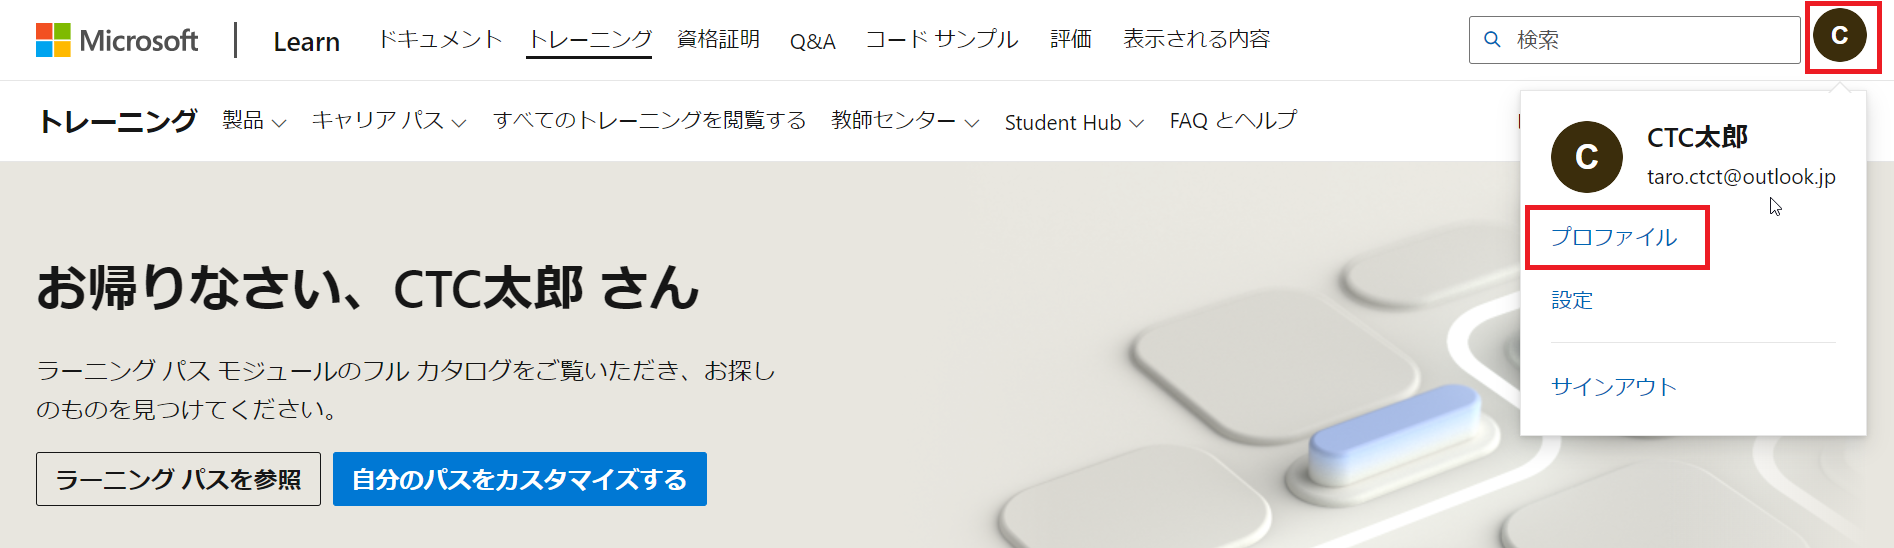 Microsoft Learn ドキュメント トレーニング 資格証明 Q&A コード サンプル 評価 表示される内容 検索 C
トレーニング 製品 キャリア パス すべてのトレーニングを閲覧する 教師センター Student Hub FAQ とヘルプ
C
CTC太郎
taro.ctct@outlook.jp
プロファイル
設定
サインアウト
お帰りなさい、CTC太郎 さん
ラーニング パス モジュールのフル カタログをご覧いただき、お探し
のものを見つけてください。
ラーニング パスを参照 自分のパスをカスタマイズする